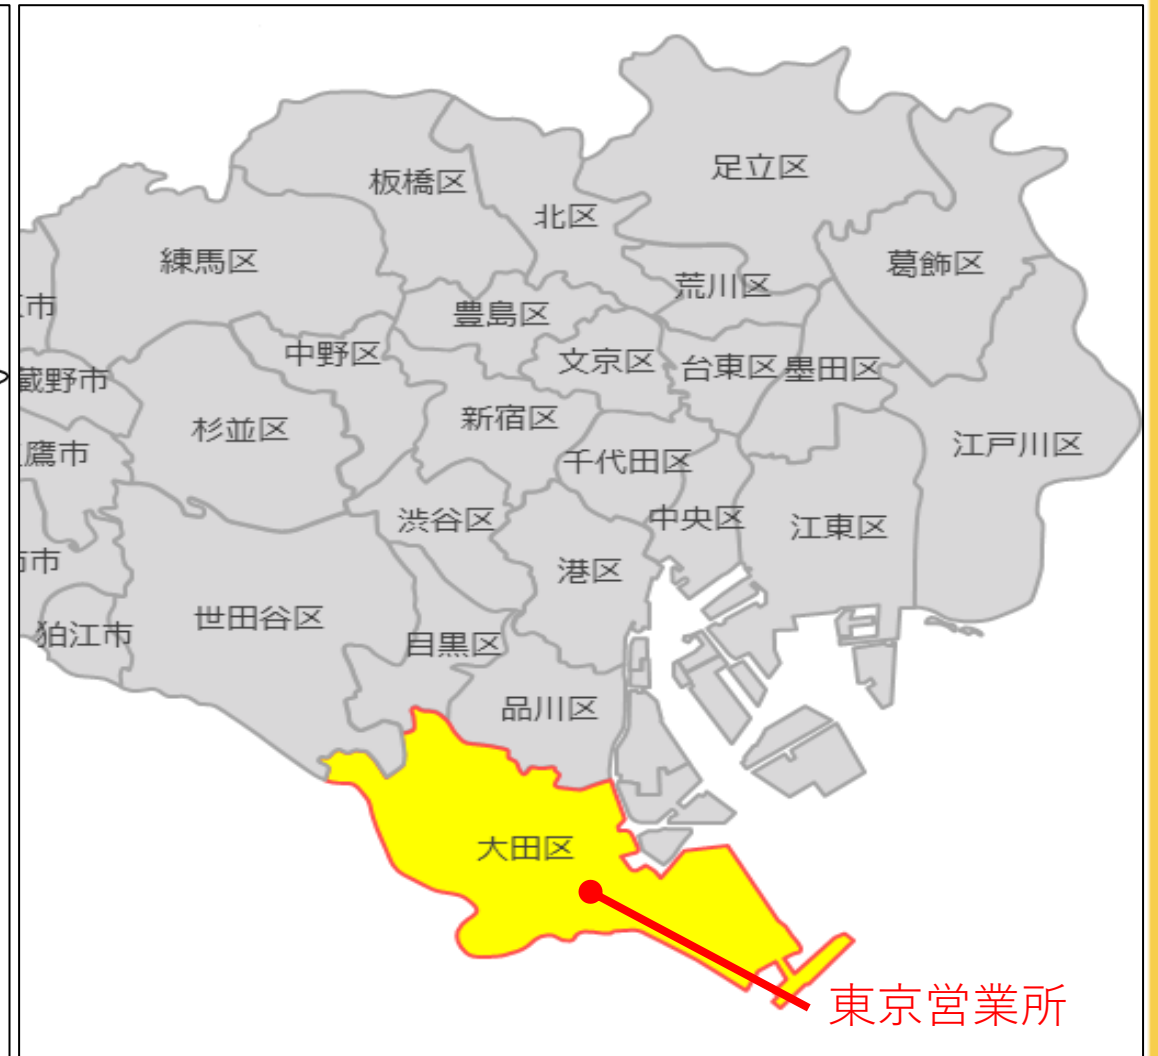 足立区
板橋区
北区
練馬区
葛飾区
荒川区
市
豊島区
中野区
文京区
台東区
墨田区
蔵野市
新宿区
杉並区
江戸川区
鷹市
千代田区
渋谷区
中央区
江東区
市
港区
世田谷区
狛江市
目黒区
品川区
大田区
東京営業所